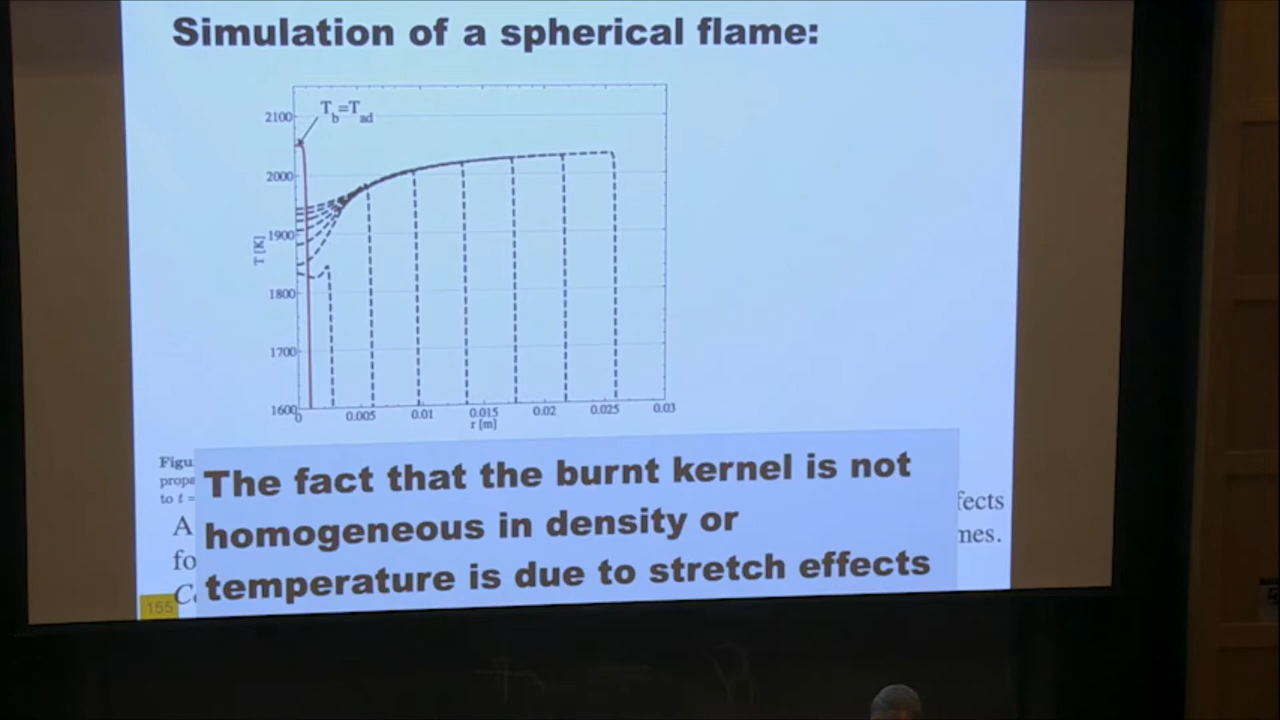 Simulation of a spherical flame:
T_b=T_ad
2100
2000
1900
T [K]
1800
1700
1600
0 0.005 0.01 0.015 0.02 0.025 0.03
r [m]
The fact that the burnt kernel is not
homogeneous in density or
temperature is due to stretch effects
to t =
A
fo
155